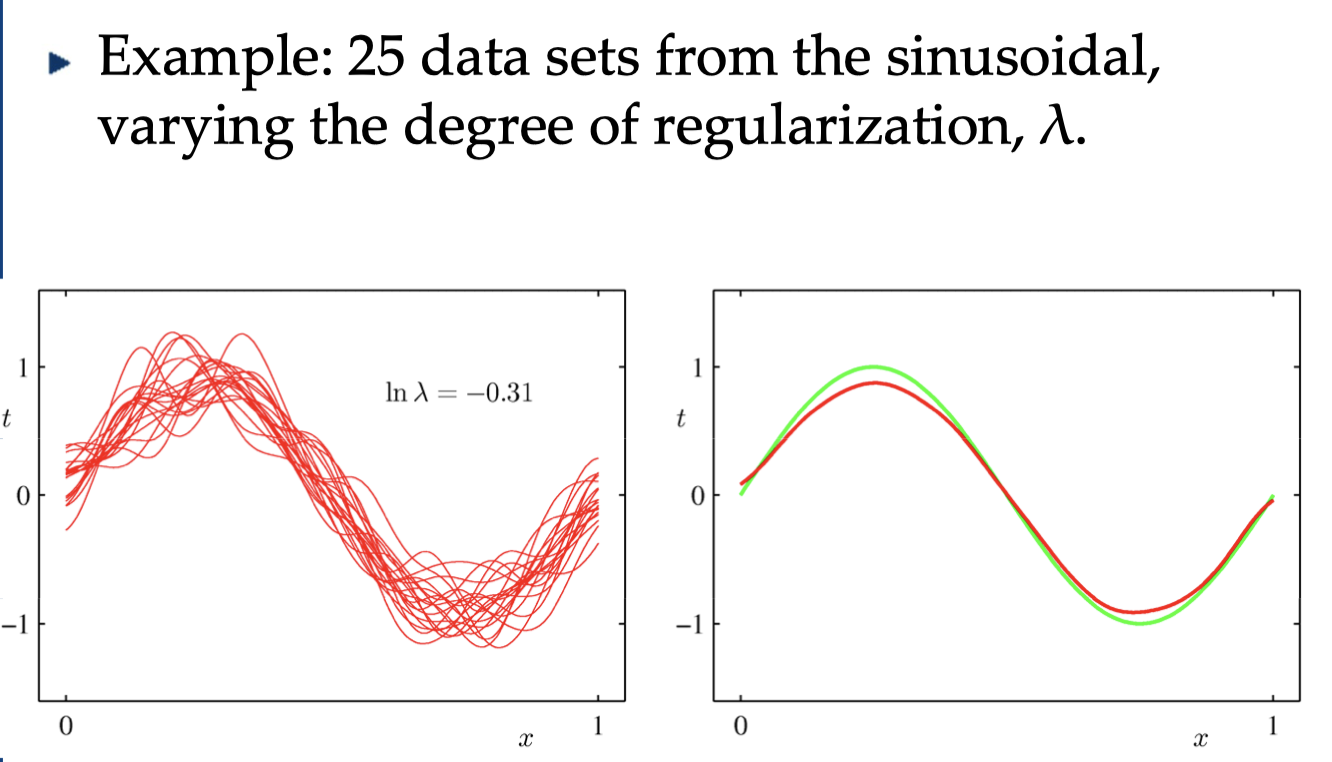 Example: 25 data sets from the sinusoidal,
varying the degree of regularization, λ.
1
t
0
−1
0
x
1
ln λ = −0.31
1
t
0
−1
0
x
1